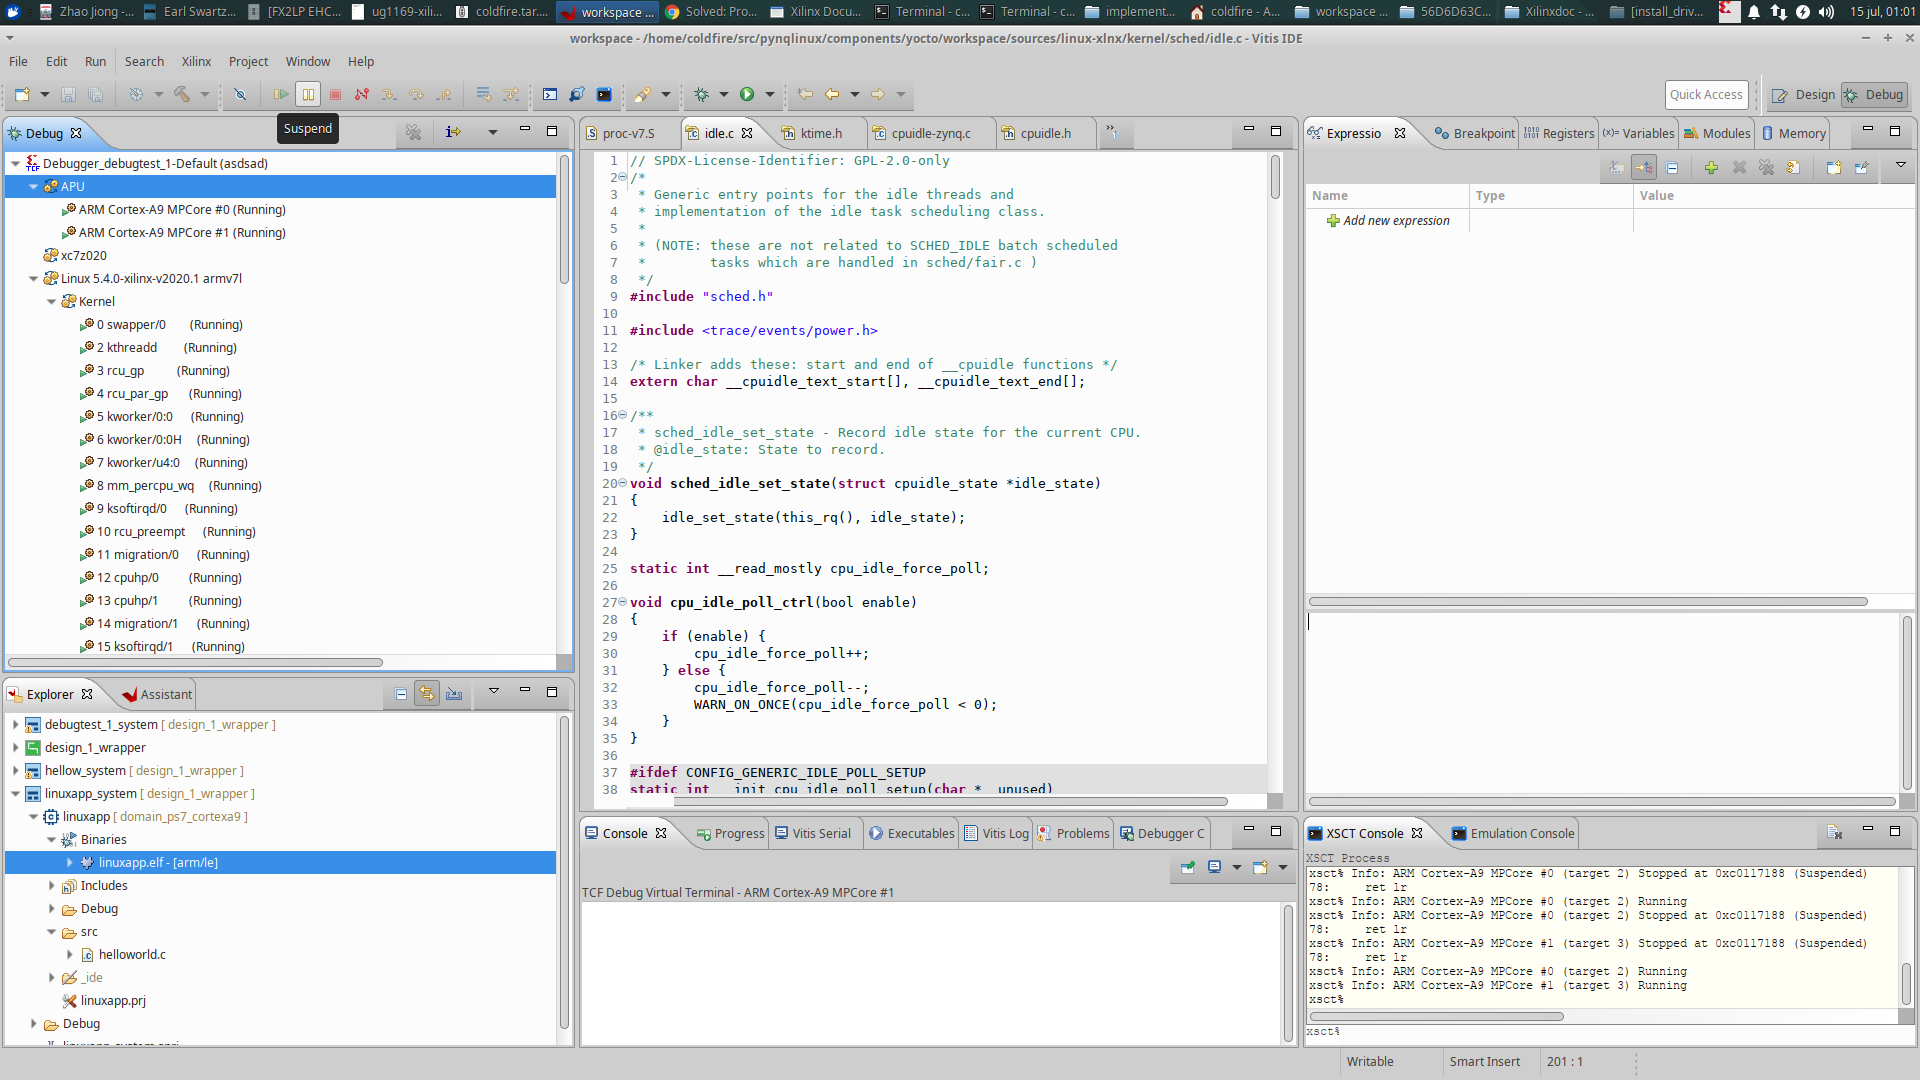 Zhao Jiong -...
Earl Swartz...
[FX2LP EHC...
ug1169-xili...
coldfire.tar....
workspace ...
Solved: Pro...
Xilinx Docu...
Terminal - c...
Terminal - c...
implement...
coldfire - A...
workspace ...
56D6D63C...
Xilinxdoc - ...
[install_driv...
15 jul, 01:01
workspace - /home/coldfire/src/pynqlinux/components/yocto/workspace/sources/linux-xlnx/kernel/sched/idle.c - Vitis IDE
File Edit Run Search Xilinx Project Window Help
Quick Access
Design
Debug
Suspend
Debug
Debugger_debugtest_1-Default (asdsad)
APU
ARM Cortex-A9 MPCore #0 (Running)
ARM Cortex-A9 MPCore #1 (Running)
xc7z020
Linux 5.4.0-xilinx-v2020.1 armv7l
Kernel
0 swapper/0 (Running)
2 kthreadd (Running)
3 rcu_gp (Running)
4 rcu_par_gp (Running)
5 kworker/0:0 (Running)
6 kworker/0:0H (Running)
7 kworker/u4:0 (Running)
8 mm_percpu_wq (Running)
9 ksoftirqd/0 (Running)
10 rcu_preempt (Running)
11 migration/0 (Running)
12 cpuhp/0 (Running)
13 cpuhp/1 (Running)
14 migration/1 (Running)
15 ksoftirqd/1 (Running)
Explorer
Assistant
debugtest_1_system [ design_1_wrapper ]
design_1_wrapper
hellow_system [ design_1_wrapper ]
linuxapp_system [ design_1_wrapper ]
linuxapp [ domain_ps7_cortexa9 ]
Binaries
linuxapp.elf - [arm/le]
Includes
Debug
src
helloworld.c
_ide
linuxapp.prj
Debug
proc-v7.S
idle.c
ktime.h
cpuidle-zynq.c
cpuidle.h
1 // SPDX-License-Identifier: GPL-2.0-only
2 /*
3 * Generic entry points for the idle threads and
4 * implementation of the idle task scheduling class.
5 *
6 * (NOTE: these are not related to SCHED_IDLE batch scheduled
7 * tasks which are handled in sched/fair.c )
8 */
9 #include "sched.h"
10
11 #include <trace/events/power.h>
12
13 /* Linker adds these: start and end of __cpuidle functions */
14 extern char __cpuidle_text_start[], __cpuidle_text_end[];
15
16 /**
17 * sched_idle_set_state - Record idle state for the current CPU.
18 * @idle_state: State to record.
19 */
20 void sched_idle_set_state(struct cpuidle_state *idle_state)
21 {
22 idle_set_state(this_rq(), idle_state);
23 }
24
25 static int __read_mostly cpu_idle_force_poll;
26
27 void cpu_idle_poll_ctrl(bool enable)
28 {
29 if (enable) {
30 cpu_idle_force_poll++;
31 } else {
32 cpu_idle_force_poll--;
33 WARN_ON_ONCE(cpu_idle_force_poll < 0);
34 }
35 }
36
37 #ifdef CONFIG_GENERIC_IDLE_POLL_SETUP
38 static int __init cpu_idle_poll_setup(char *__unused)
Expressio
Breakpoint
Registers
Variables
Modules
Memory
Name Type Value
Add new expression
Console
Progress
Vitis Serial
Executables
Vitis Log
Problems
Debugger C
TCF Debug Virtual Terminal - ARM Cortex-A9 MPCore #1
XSCT Console
Emulation Console
XSCT Process
xsct% Info: ARM Cortex-A9 MPCore #0 (target 2) Stopped at 0xc0117188 (Suspended)
78: ret lr
xsct% Info: ARM Cortex-A9 MPCore #0 (target 2) Running
xsct% Info: ARM Cortex-A9 MPCore #0 (target 2) Stopped at 0xc0117188 (Suspended)
78: ret lr
xsct% Info: ARM Cortex-A9 MPCore #1 (target 3) Stopped at 0xc0117188 (Suspended)
78: ret lr
xsct% Info: ARM Cortex-A9 MPCore #0 (target 2) Running
xsct% Info: ARM Cortex-A9 MPCore #1 (target 3) Running
xsct%
xsct%
Writable
Smart Insert
201 : 1